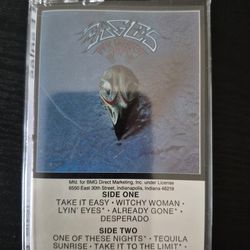 EAGLES
Mfd. for BMG Direct Marketing, Inc. under License
6550 East 30th Street, Indianapolis, Indiana 46219
SIDE ONE
TAKE IT EASY • WITCHY WOMAN •
LYIN' EYES* • ALREADY GONE* •
DESPERADO
SIDE TWO
ONE OF THESE NIGHTS* • TEQUILA
SUNRISE • TAKE IT TO THE LIMIT* •